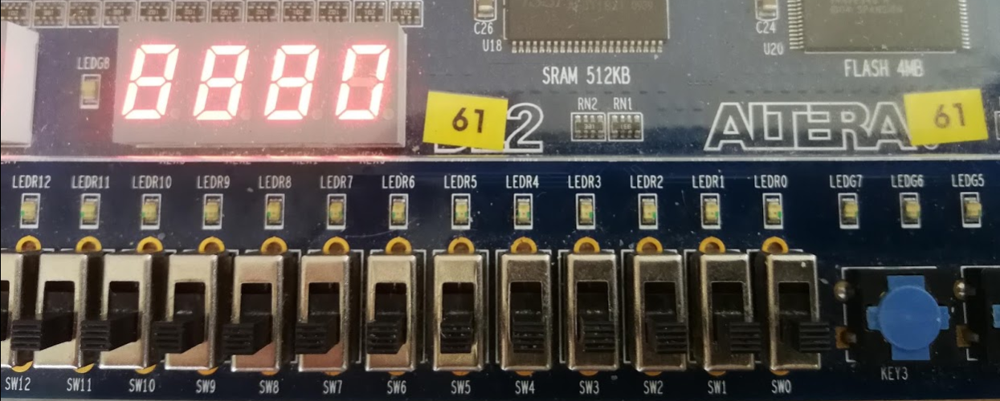 C26
U18
C24
U20
LEDG8
8880
SRAM 512KB
FLASH 4MB
RN2 RN1
61
2
ALTERA
61
LEDR12 LEDR11 LEDR10 LEDR9 LEDR8 LEDR7 LEDR6 LEDR5 LEDR4 LEDR3 LEDR2 LEDR1 LEDR0 LEDG7 LEDG6 LEDG5
SW12 SW11 SW10 SW9 SW8 SW7 SW6 SW5 SW4 SW3 SW2 SW1 SW0
KEY3